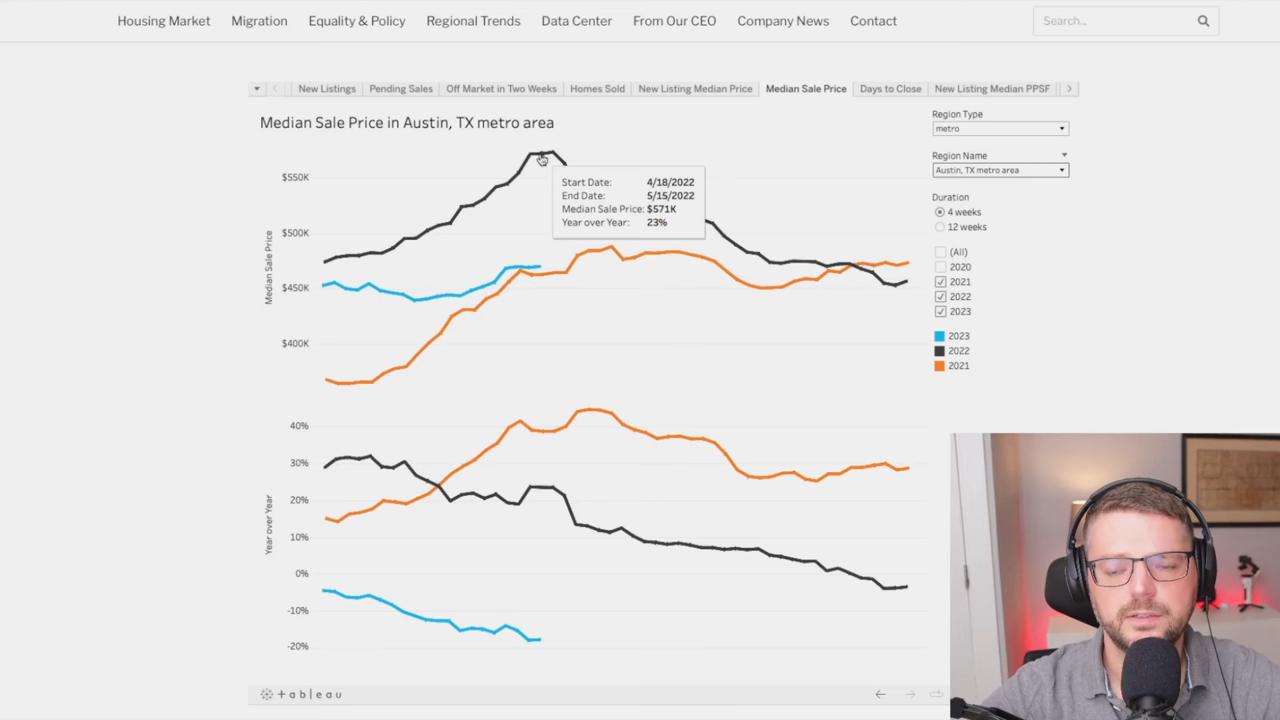 Housing Market Migration Equality & Policy Regional Trends Data Center From Our CEO Company News Contact Search...
New Listings Pending Sales Off Market in Two Weeks Homes Sold New Listing Median Price Median Sale Price Days to Close New Listing Median PPSF
Median Sale Price in Austin, TX metro area
Region Type
metro
Region Name
Austin, TX metro area
Duration
4 weeks
12 weeks
(All)
2020
2021
2022
2023
2023
2022
2021
Median Sale Price
$550K
$500K
$450K
$400K
Start Date: 4/18/2022
End Date: 5/15/2022
Median Sale Price: $571K
Year over Year: 23%
Year over Year
40%
30%
20%
10%
0%
-10%
-20%
+ableau